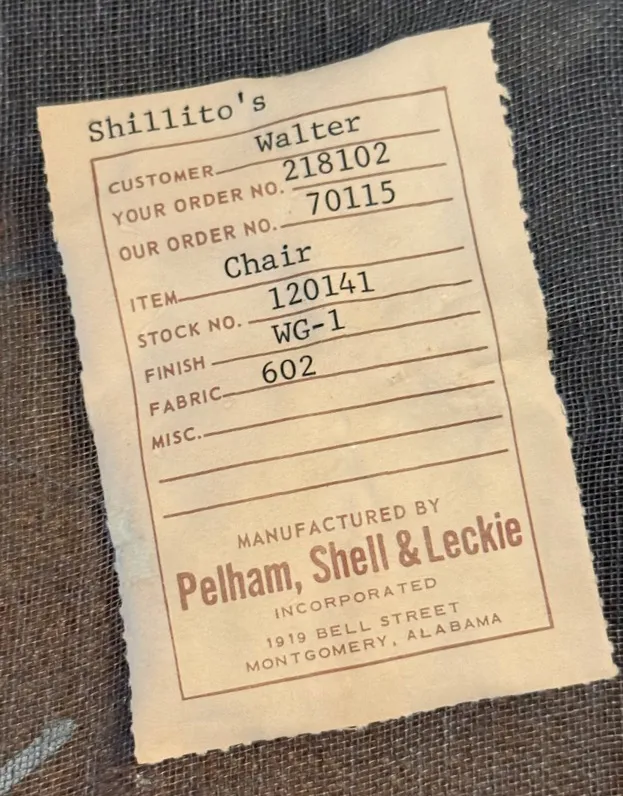 Shillito's
CUSTOMER Walter
YOUR ORDER NO. 218102
OUR ORDER NO. 70115
ITEM Chair
STOCK NO. 120141
FINISH WG-1
FABRIC 602
MISC.
MANUFACTURED BY
Pelham, Shell & Leckie
INCORPORATED
1919 BELL STREET
MONTGOMERY, ALABAMA